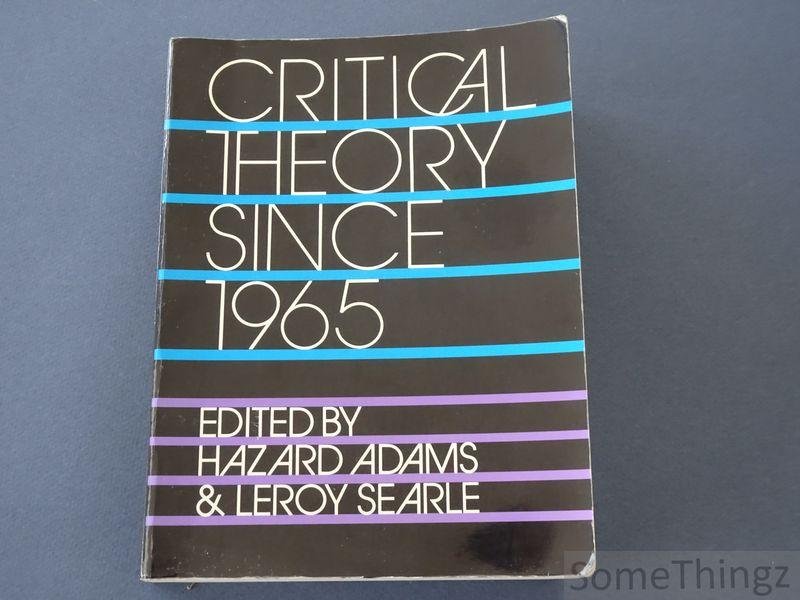 CRITICAL
THEORY
SINCE
1965
EDITED BY
HAZARD ADAMS
& LEROY SEARLE
SomeThingz